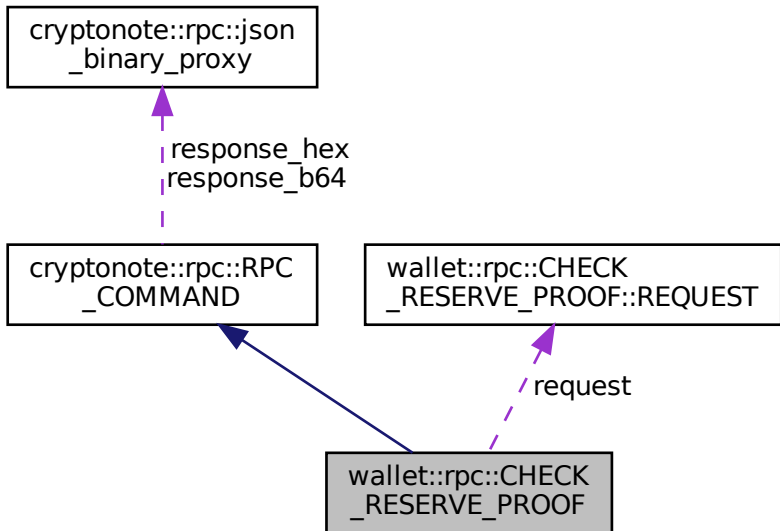 cryptonote::rpc::json
_binary_proxy
response_hex
response_b64
cryptonote::rpc::RPC
_COMMAND
wallet::rpc::CHECK
_RESERVE_PROOF::REQUEST
request
wallet::rpc::CHECK
_RESERVE_PROOF